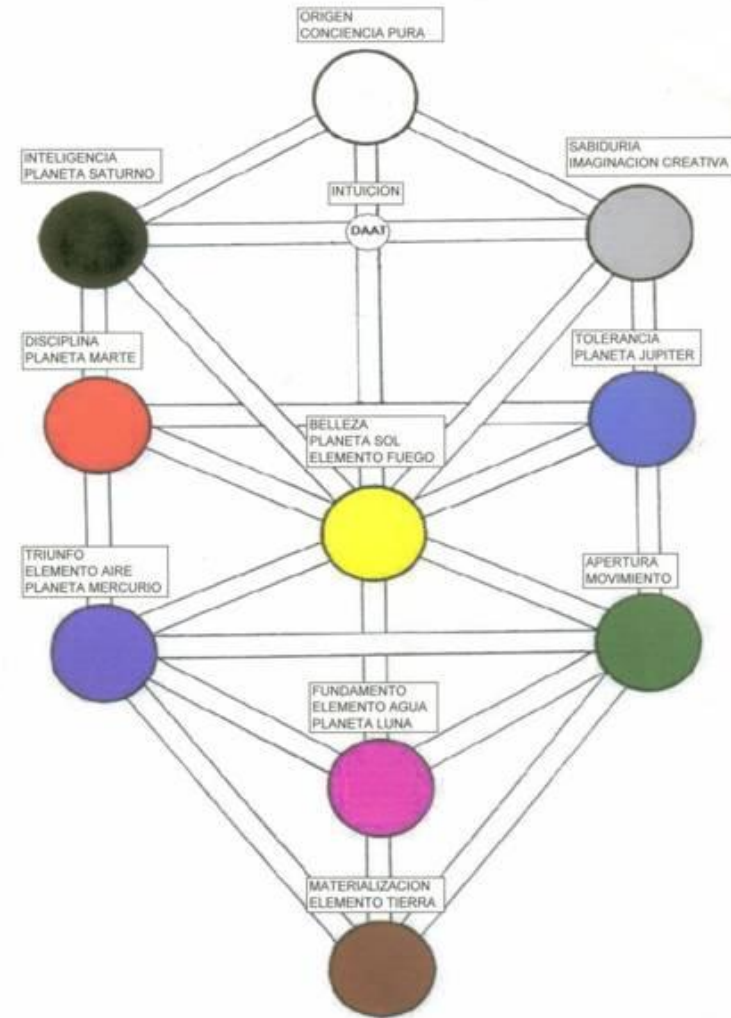 ORIGEN
CONCIENCIA PURA
INTELIGENCIA
PLANETA SATURNO
SABIDURIA
IMAGINACION CREATIVA
INTUICION
DAAT
DISCIPLINA
PLANETA MARTE
TOLERANCIA
PLANETA JUPITER
BELLEZA
PLANETA SOL
ELEMENTO FUEGO
TRIUNFO
ELEMENTO AIRE
PLANETA MERCURIO
APERTURA
MOVIMIENTO
FUNDAMENTO
ELEMENTO AGUA
PLANETA LUNA
MATERIALIZACION
ELEMENTO TIERRA